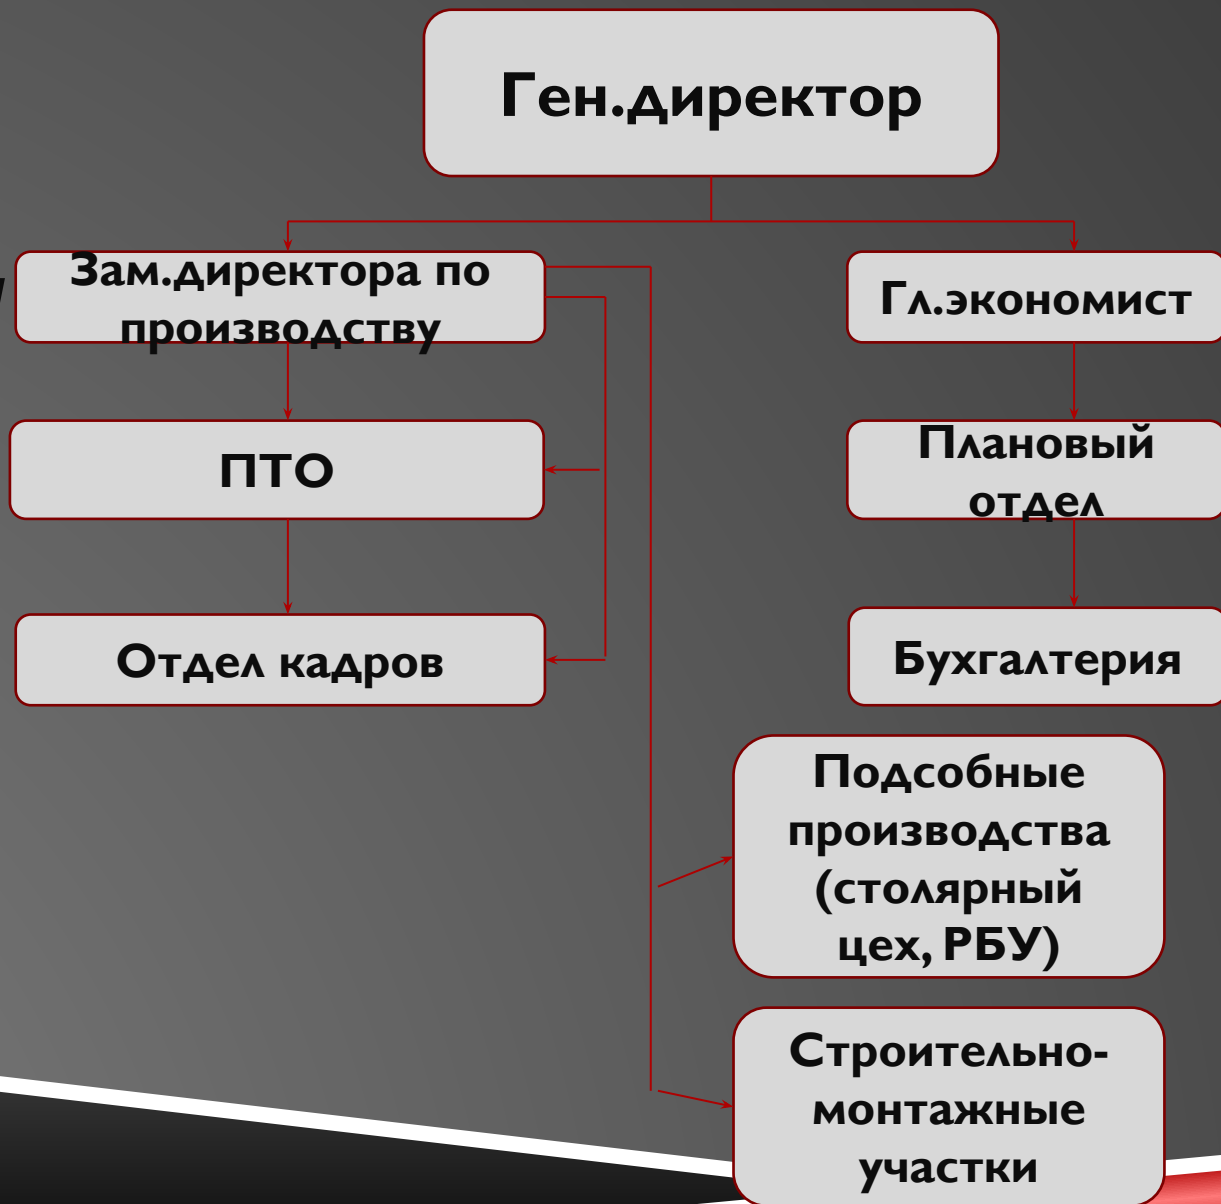 Ген.директор
Зам.директора по
производству
Гл.экономист
ПТО
Плановый
отдел
Отдел кадров
Бухгалтерия
Подсобные
производства
(столярный
цех, РБУ)
Строительно-
монтажные
участки